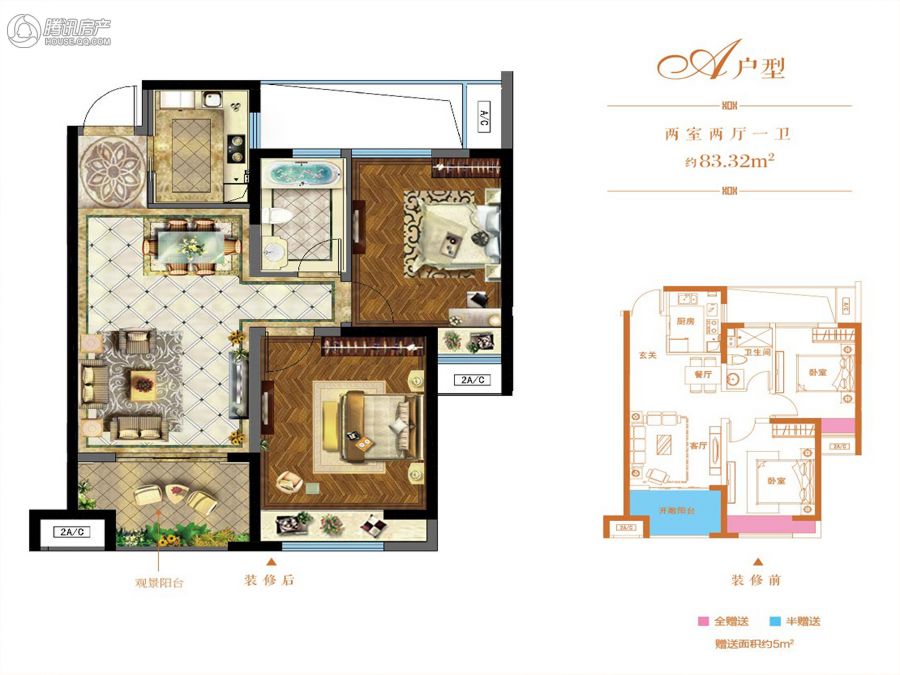 腾讯房产
HOUSE.QQ.COM
A户型
两室两厅一卫
约83.32m²
A/C
2A/C
2A/C
观景阳台
装修后
A/C
厨房
玄关
餐厅
卫生间
卧室
客厅
2A/C
卧室
开敞阳台
2A/C
装修前
全赠送
半赠送
赠送面积约5m²